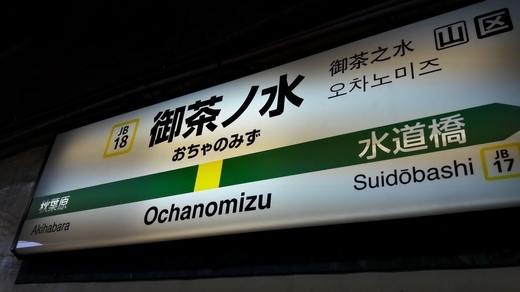 山 区
JB
18
御茶ノ水
おちゃのみず
御茶之水
오차노미즈
秋葉原
Akihabara
Ochanomizu
水道橋
Suidōbashi
JB
17